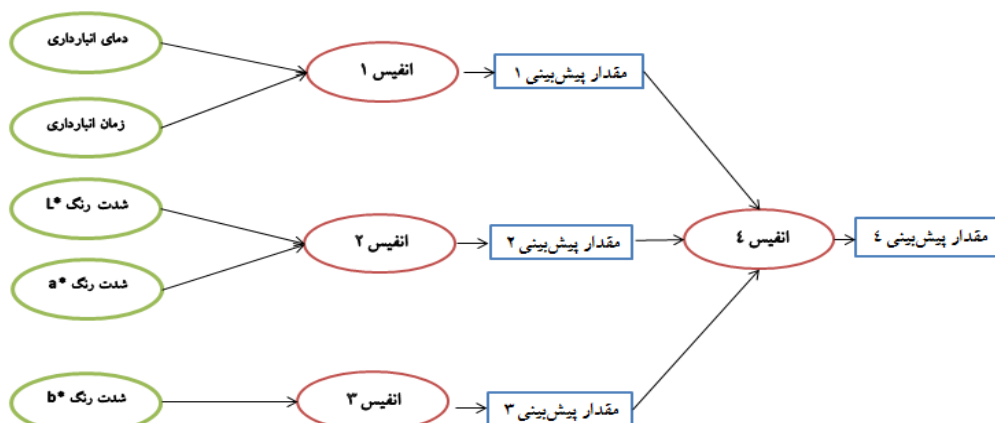 دمای انبارداری
زمان انبارداری
انفیس ۱
مقدار پیش‌بینی ۱
شدت رنگ *L
شدت رنگ *a
انفیس ۲
مقدار پیش‌بینی ۲
شدت رنگ *b
انفیس ۳
مقدار پیش‌بینی ۳
انفیس ٤
مقدار پیش‌بینی ٤